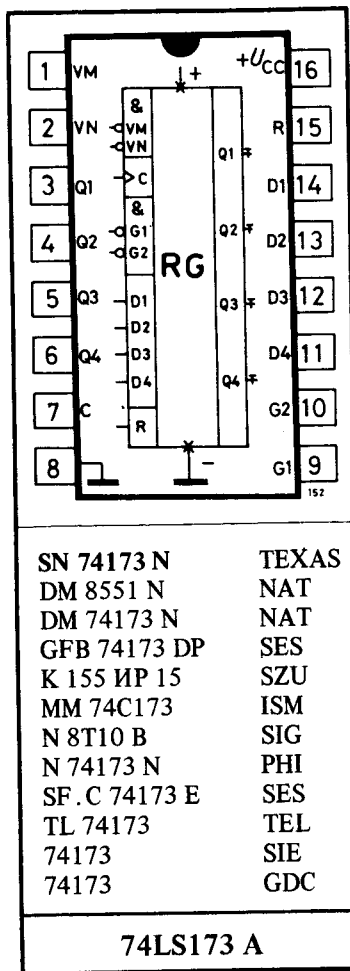 1 VM +UCC 16
2 VN R 15
3 Q1 D1 14
4 Q2 D2 13
5 Q3 D3 12
6 Q4 D4 11
7 C G2 10
8 G1 9
+
&
VM
VN
C
&
G1
G2
D1
D2
D3
D4
R
RG
Q1
Q2
Q3
Q4
−
152
SN 74173 N TEXAS
DM 8551 N NAT
DM 74173 N NAT
GFB 74173 DP SES
K 155 ИР 15 SZU
MM 74C173 ISM
N 8T10 B SIG
N 74173 N PHI
SF.C 74173 E SES
TL 74173 TEL
74173 SIE
74173 GDC
74LS173 A